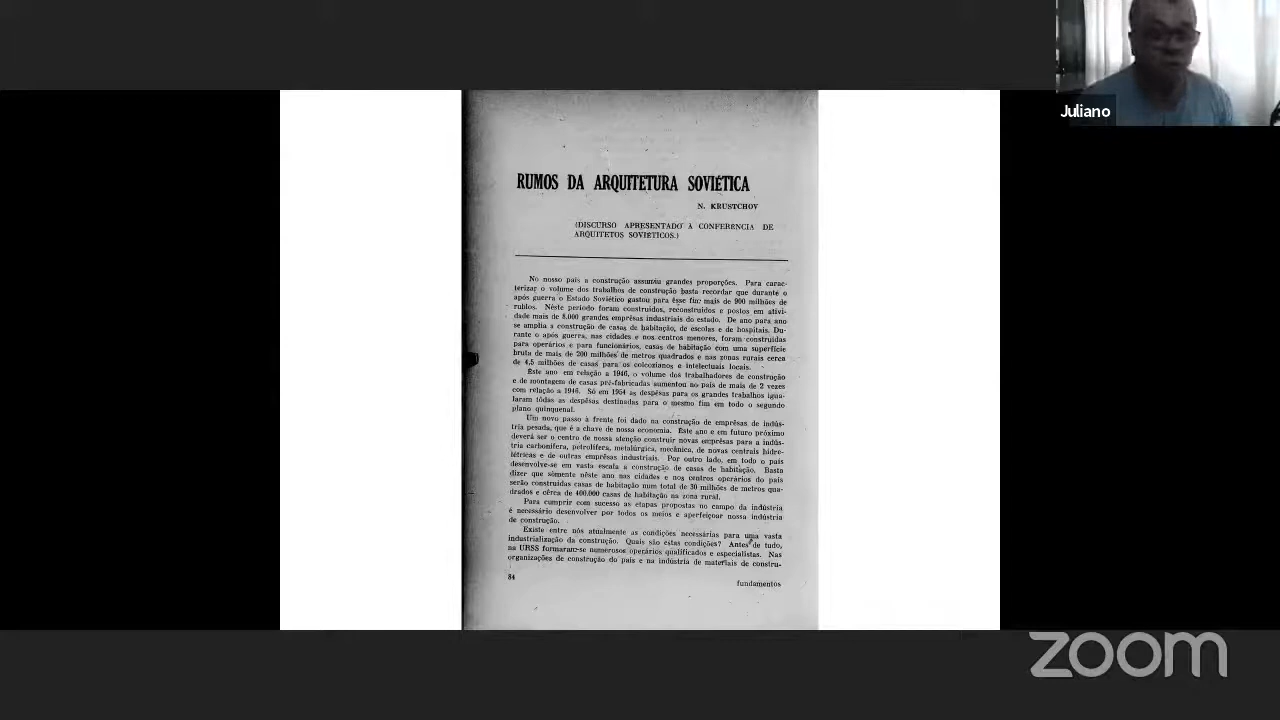 Juliano
RUMOS DA ARQUITETURA SOVIÉTICA
N. KRUSTCHOV
(DISCURSO APRESENTADO À CONFERÊNCIA DE
ARQUITETOS SOVIÉTICOS.)
No nosso país a construção assumiu grandes proporções. Para carac-
terizar o volume dos trabalhos de construção basta recordar que durante o
após guerra o Estado Soviético gastou para êsse fim mais de 900 milhões de
rublos. Nêste período foram construídos, reconstruídos e postos em ativi-
dade mais de 8.000 grandes emprêsas industriais do estado. De ano para ano
se amplia a construção de casas de habitação, de escolas e de hospitais. Du-
rante o após guerra, nas cidades e nos centros menores, foram construídas
para operários e para funcionários, casas de habitação com uma superfície
bruta de mais de 200 milhões de metros quadrados e nas zonas rurais cerca
de 4,5 milhões de casas para os colcozianos e intelectuais locais.
Êste ano em relação a 1946, o volume dos trabalhadores de construção
e de montagem de casas pré-fabricadas aumentou no país de mais de 2 vezes
com relação a 1946. Só em 1954 as despêsas para os grandes trabalhos igua-
laram tôdas as despêsas destinadas para o mesmo fim em todo o segundo
plano quinquenal.
Um novo passo à frente foi dado na construção de emprêsas de indús-
tria pesada, que é a chave de nossa economia. Êste ano e em futuro próximo
deverá ser o centro de nossa atenção construir novas emprêsas para a indús-
tria carbonífera, petrolífera, metalúrgica, mecânica, de novas centrais hidre-
létricas e de outras emprêsas industriais. Por outro lado, em todo o país
desenvolve-se em vasta escala a construção de casas de habitação. Basta
dizer que sòmente nêste ano nas cidades e nos centros operários do país
serão construídas casas de habitação num total de 30 milhões de metros qua-
drados e cêrca de 400.000 casas de habitação na zona rural.
Para cumprir com sucesso as etapas propostas no campo da indústria
é necessário desenvolver por todos os meios e aperfeiçoar nossa indústria
de construção.
Existe entre nós atualmente as condições necessárias para uma vasta
industrialização da construção. Quais são estas condições? Antes de tudo,
na URSS formaram-se numerosos operários qualificados e especialistas. Nas
organizações de construção do país e na indústria de materiais de constru-
84
fundamentos
zoom